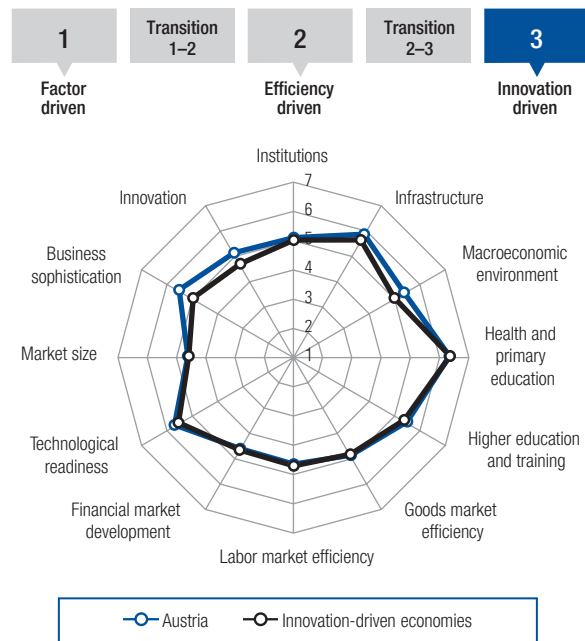 1
Transition
1–2
2
Transition
2–3
3
Factor
driven
Efficiency
driven
Innovation
driven
Institutions
7
Innovation
Infrastructure
6
5
Business
sophistication
Macroeconomic
environment
4
3
2
Market size
1
Health and
primary
education
Technological
readiness
Higher education
and training
Financial market
development
Goods market
efficiency
Labor market efficiency
Austria
Innovation-driven economies